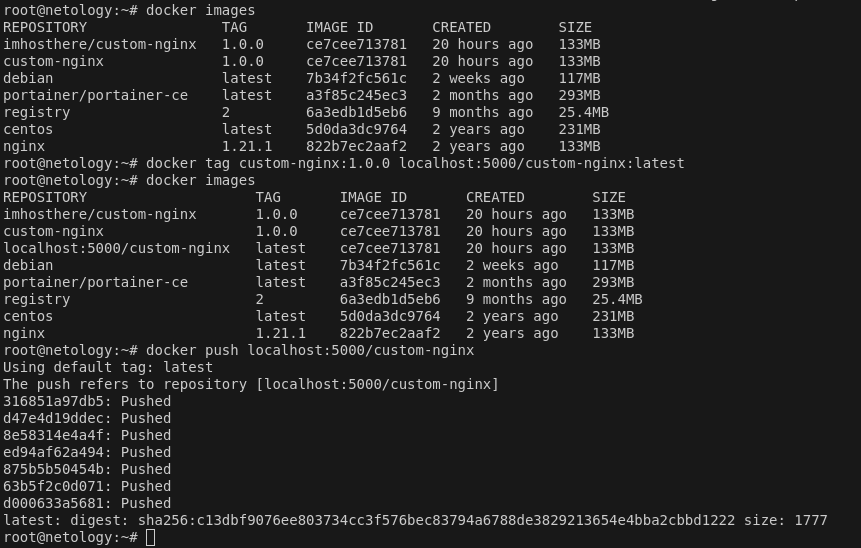 root@netology:~# docker images
REPOSITORY                TAG       IMAGE ID       CREATED        SIZE
imhosthere/custom-nginx   1.0.0     ce7cee713781   20 hours ago   133MB
custom-nginx              1.0.0     ce7cee713781   20 hours ago   133MB
debian                    latest    7b34f2fc561c   2 weeks ago    117MB
portainer/portainer-ce    latest    a3f85c245ec3   2 months ago   293MB
registry                  2         6a3edb1d5eb6   9 months ago   25.4MB
centos                    latest    5d0da3dc9764   2 years ago    231MB
nginx                     1.21.1    822b7ec2aaf2   2 years ago    133MB
root@netology:~# docker tag custom-nginx:1.0.0 localhost:5000/custom-nginx:latest
root@netology:~# docker images
REPOSITORY                    TAG       IMAGE ID       CREATED        SIZE
imhosthere/custom-nginx       1.0.0     ce7cee713781   20 hours ago   133MB
custom-nginx                  1.0.0     ce7cee713781   20 hours ago   133MB
localhost:5000/custom-nginx   latest    ce7cee713781   20 hours ago   133MB
debian                        latest    7b34f2fc561c   2 weeks ago    117MB
portainer/portainer-ce        latest    a3f85c245ec3   2 months ago   293MB
registry                      2         6a3edb1d5eb6   9 months ago   25.4MB
centos                        latest    5d0da3dc9764   2 years ago    231MB
nginx                         1.21.1    822b7ec2aaf2   2 years ago    133MB
root@netology:~# docker push localhost:5000/custom-nginx
Using default tag: latest
The push refers to repository [localhost:5000/custom-nginx]
316851a97db5: Pushed
d47e4d19ddec: Pushed
8e58314e4a4f: Pushed
ed94af62a494: Pushed
875b5b50454b: Pushed
63b5f2c0d071: Pushed
d000633a5681: Pushed
latest: digest: sha256:c13dbf9076ee803734cc3f576bec83794a6788de3829213654e4bba2cbbd1222 size: 1777
root@netology:~#